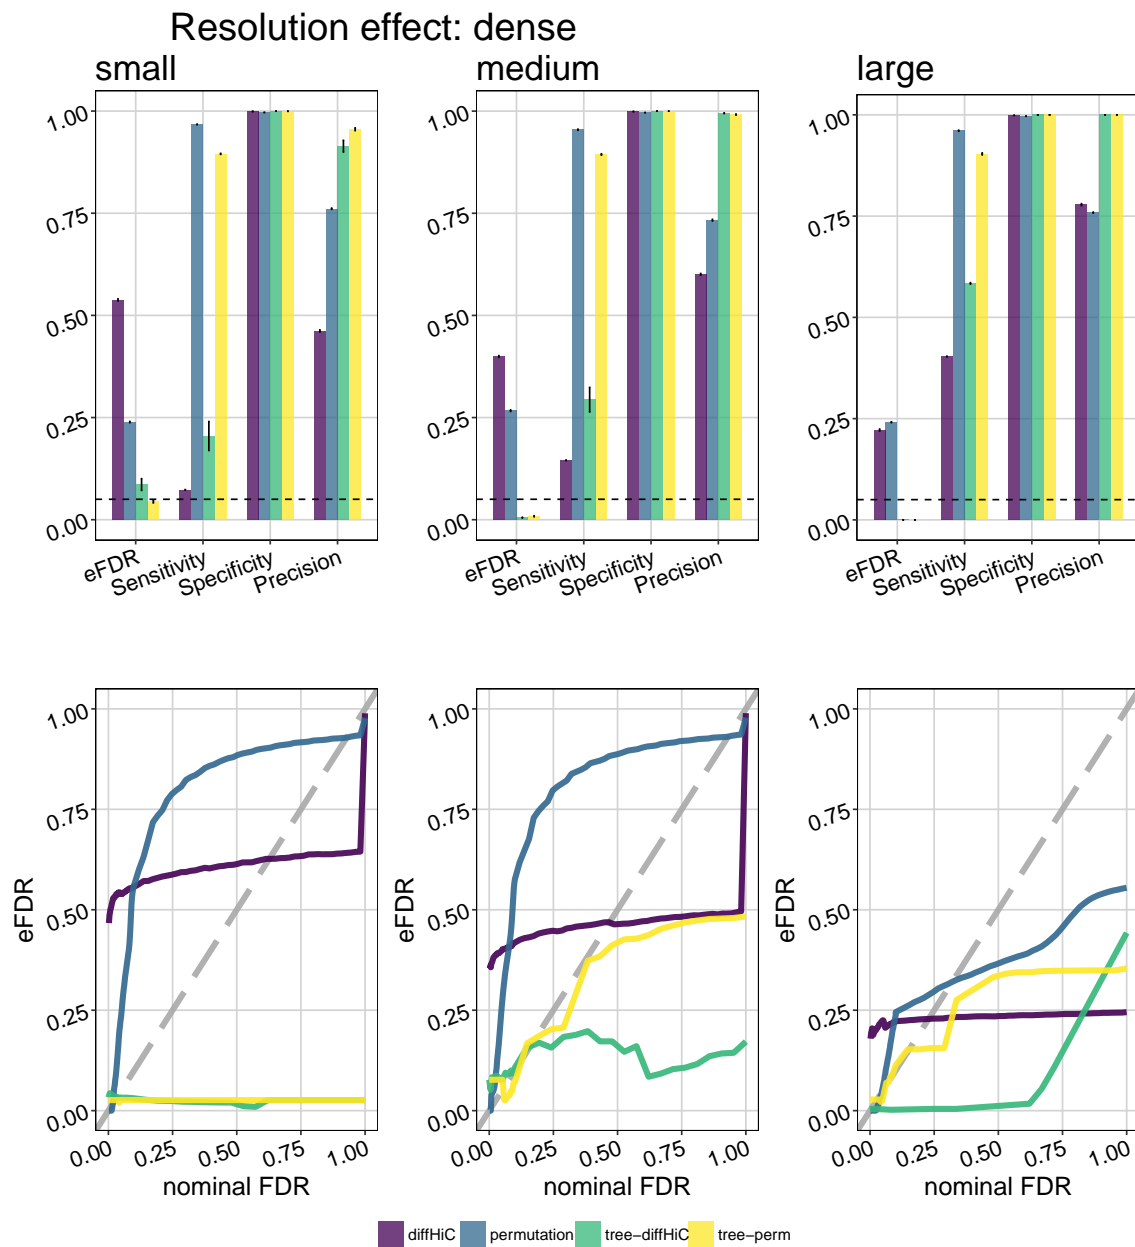 Resolution effect: dense
small
medium
large
1.00
0.75
0.50
0.25
0.00
eFDR
Sensitivity
Specificity
Precision
1.00
0.75
0.50
0.25
0.00
eFDR
Sensitivity
Specificity
Precision
1.00
0.75
0.50
0.25
0.00
eFDR
Sensitivity
Specificity
Precision
eFDR
1.00
0.75
0.50
0.25
0.00
0.00 0.25 0.50 0.75 1.00
nominal FDR
eFDR
1.00
0.75
0.50
0.25
0.00
0.00 0.25 0.50 0.75 1.00
nominal FDR
eFDR
1.00
0.75
0.50
0.25
0.00
0.00 0.25 0.50 0.75 1.00
nominal FDR
diffHiC permutation tree−diffHiC tree−perm